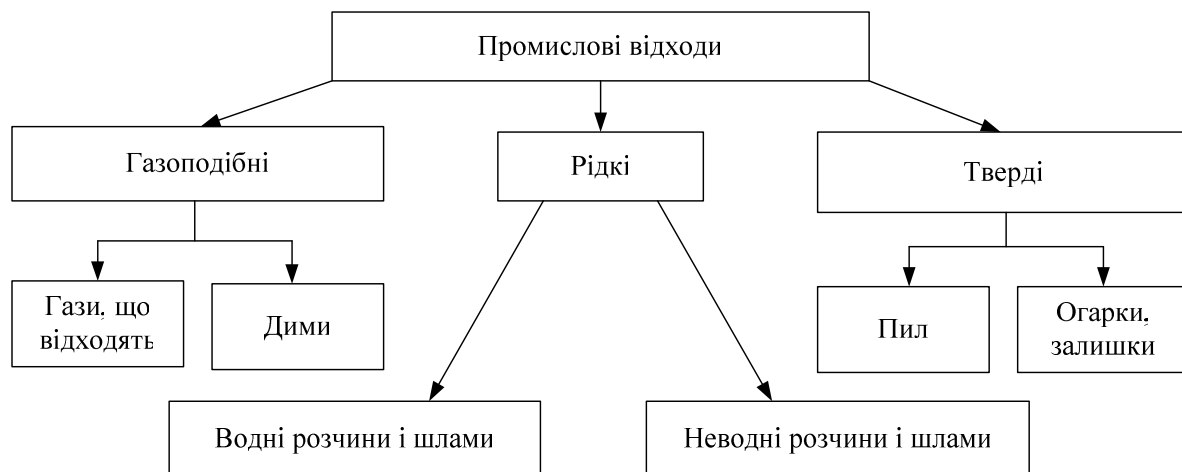 Промислові відходи
Газоподібні
Рідкі
Тверді
Гази, що
відходять
Дими
Пил
Огарки,
залишки
Водні розчини і шлами
Неводні розчини і шлами